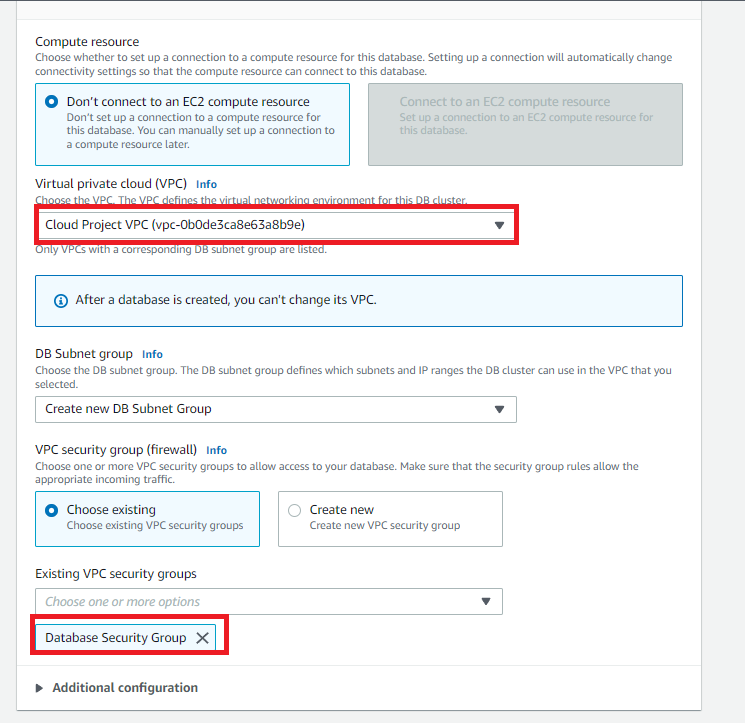 Compute resource
Choose whether to set up a connection to a compute resource for this database. Setting up a connection will automatically change
connectivity settings so that the compute resource can connect to this database.
Don't connect to an EC2 compute resource
Don't set up a connection to a compute resource for
this database. You can manually set up a connection to
a compute resource later.
Connect to an EC2 compute resource
Set up a connection to an EC2 compute resource for
this database.
Virtual private cloud (VPC) Info
Choose the VPC. The VPC defines the virtual networking environment for this DB cluster.
Cloud Project VPC (vpc-0b0de3ca8e63a8b9e)
Only VPCs with a corresponding DB subnet group are listed.
After a database is created, you can't change its VPC.
DB Subnet group Info
Choose the DB subnet group. The DB subnet group defines which subnets and IP ranges the DB cluster can use in the VPC that you
selected.
Create new DB Subnet Group
VPC security group (firewall) Info
Choose one or more VPC security groups to allow access to your database. Make sure that the security group rules allow the
appropriate incoming traffic.
Choose existing
Choose existing VPC security groups
Create new
Create new VPC security group
Existing VPC security groups
Choose one or more options
Database Security Group
Additional configuration